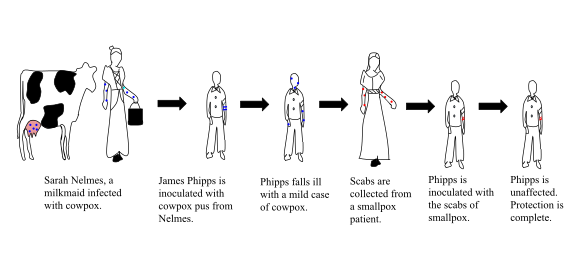 Sarah Nelmes, a
milkmaid infected
with cowpox.
James Phipps is
inoculated with
cowpox pus from
Nelmes.
Phipps falls ill
with a mild case
of cowpox.
Scabs are
collected from
a smallpox
patient.
Phipps is
inoculated with
the scabs of
smallpox.
Phipps is
unaffected.
Protection is
complete.